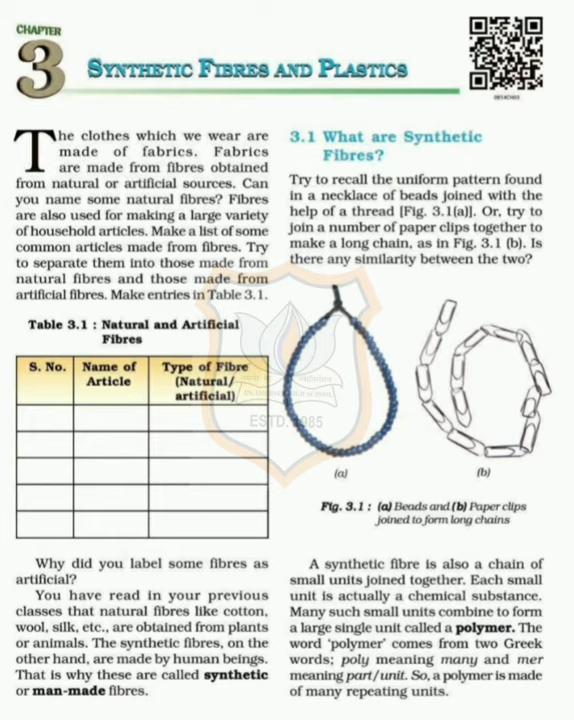 CHAPTER
3
SYNTHETIC FIBRES AND PLASTICS
The clothes which we wear are
made of fabrics. Fabrics
are made from fibres obtained
from natural or artificial sources. Can
you name some natural fibres? Fibres
are also used for making a large variety
of household articles. Make a list of some
common articles made from fibres. Try
to separate them into those made from
natural fibres and those made from
artificial fibres. Make entries in Table 3.1.
Table 3.1 : Natural and Artificial
Fibres
S. No.
Name of
Article
Type of Fibre
(Natural/
artificial)
Why did you label some fibres as
artificial?
You have read in your previous
classes that natural fibres like cotton,
wool, silk, etc., are obtained from plants
or animals. The synthetic fibres, on the
other hand, are made by human beings.
That is why these are called synthetic
or man-made fibres.
3.1 What are Synthetic
Fibres?
Try to recall the uniform pattern found
in a necklace of beads joined with the
help of a thread [Fig. 3.1(a)]. Or, try to
join a number of paper clips together to
make a long chain, as in Fig. 3.1 (b). Is
there any similarity between the two?
ESTD. 1985
(a)
(b)
Fig. 3.1 : (a) Beads and (b) Paper clips
joined to form long chains
A synthetic fibre is also a chain of
small units joined together. Each small
unit is actually a chemical substance.
Many such small units combine to form
a large single unit called a polymer. The
word 'polymer' comes from two Greek
words; poly meaning many and mer
meaning part/unit. So, a polymer is made
of many repeating units.